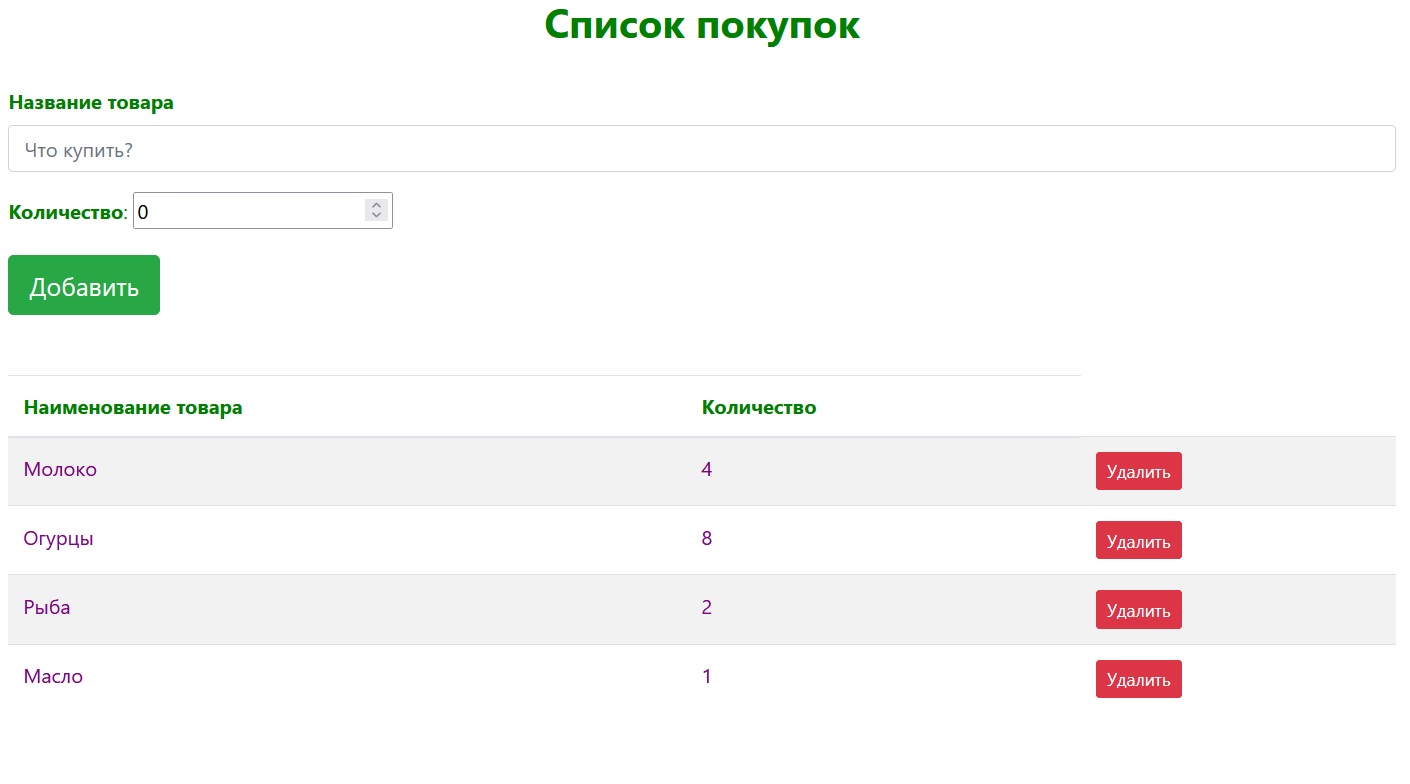 Список покупок
Название товара
Что купить?
Количество: 0
Добавить
Наименование товара Количество
Молоко 4 Удалить
Огурцы 8 Удалить
Рыба 2 Удалить
Масло 1 Удалить